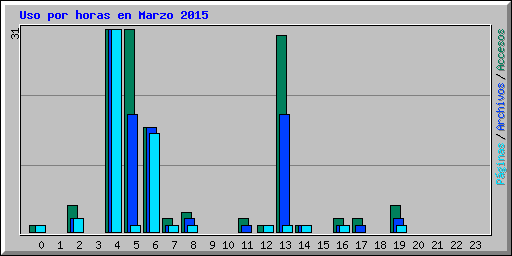 Uso por horas en Marzo 2015
31
Páginas / Archivos / Accesos
0 1 2 3 4 5 6 7 8 9 10 11 12 13 14 15 16 17 18 19 20 21 22 23